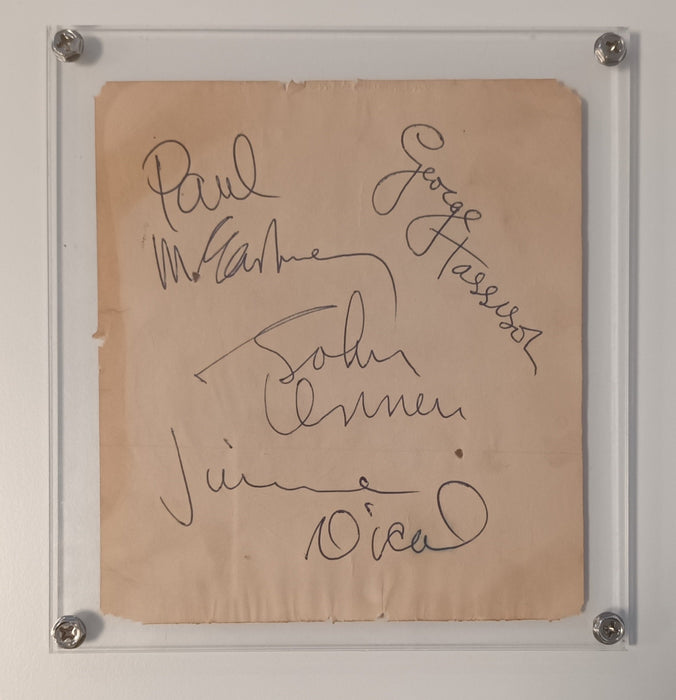 Paul
McCartney
George
Harrison
John
Lennon
Jimmie
Nicol